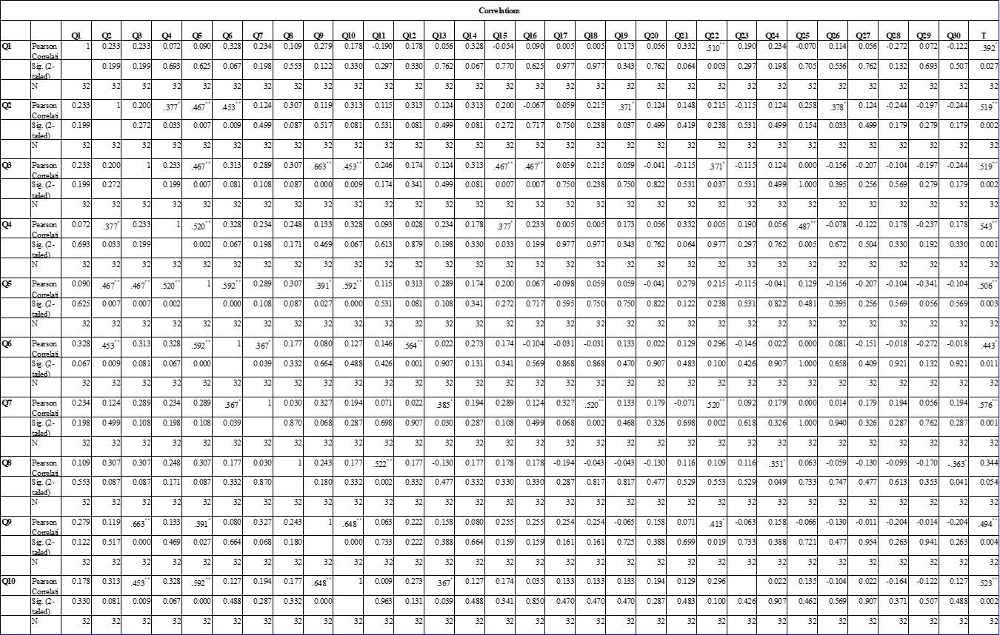 Correlations
Q1 Q2 Q3 Q4 Q5 Q6 Q7 Q8 Q9 Q10 Q11 Q12 Q13 Q14 Q15 Q16 Q17 Q18 Q19 Q20 Q21 Q22 Q23 Q24 Q25 Q26 Q27 Q28 Q29 Q30 T
Q1 Pearson Correlati 1 0.233 0.233 0.072 0.090 0.328 0.234 0.109 0.279 0.178 -0.190 0.178 0.056 0.328 -0.054 0.090 0.005 0.005 0.173 0.056 0.332 .510** 0.190 0.234 -0.070 0.114 0.056 -0.272 0.072 -0.122 .392*
Sig. (2-tailed) 0.199 0.199 0.693 0.625 0.067 0.198 0.553 0.122 0.330 0.297 0.330 0.762 0.067 0.770 0.625 0.977 0.977 0.343 0.762 0.064 0.003 0.297 0.198 0.705 0.536 0.762 0.132 0.693 0.507 0.027
N 32 32 32 32 32 32 32 32 32 32 32 32 32 32 32 32 32 32 32 32 32 32 32 32 32 32 32 32 32 32 32
Q2 Pearson Correlati 0.233 1 0.200 .377* .467** .453** 0.124 0.307 0.119 0.313 0.115 0.313 0.124 0.313 0.200 -0.067 0.059 0.215 .371* 0.124 0.148 0.215 -0.115 0.124 0.258 .378* 0.124 -0.244 -0.197 -0.244 .519**
Sig. (2-tailed) 0.199 0.272 0.033 0.007 0.009 0.499 0.087 0.517 0.081 0.531 0.081 0.499 0.081 0.272 0.717 0.750 0.238 0.037 0.499 0.419 0.238 0.531 0.499 0.154 0.033 0.499 0.179 0.279 0.179 0.002
N 32 32 32 32 32 32 32 32 32 32 32 32 32 32 32 32 32 32 32 32 32 32 32 32 32 32 32 32 32 32 32
Q3 Pearson Correlati 0.233 0.200 1 0.233 .467** 0.313 0.289 0.307 .663** .453** 0.246 0.174 0.124 0.313 .467** .467** 0.059 0.215 0.059 -0.041 -0.115 .371* -0.115 0.124 0.000 -0.156 -0.207 -0.104 -0.197 -0.244 .519**
Sig. (2-tailed) 0.199 0.272 0.199 0.007 0.081 0.108 0.087 0.000 0.009 0.174 0.341 0.499 0.081 0.007 0.007 0.750 0.238 0.750 0.822 0.531 0.037 0.531 0.499 1.000 0.395 0.256 0.569 0.279 0.179 0.002
N 32 32 32 32 32 32 32 32 32 32 32 32 32 32 32 32 32 32 32 32 32 32 32 32 32 32 32 32 32 32 32
Q4 Pearson Correlati 0.072 .377* 0.233 1 .520** 0.328 0.234 0.248 0.133 0.328 0.093 0.028 0.234 0.178 .377* 0.233 0.005 0.005 0.173 0.056 0.332 0.005 0.190 0.056 .487** -0.078 -0.122 0.178 -0.237 0.178 .543**
Sig. (2-tailed) 0.693 0.033 0.199 0.002 0.067 0.198 0.171 0.469 0.067 0.613 0.879 0.198 0.330 0.033 0.199 0.977 0.977 0.343 0.762 0.064 0.977 0.297 0.762 0.005 0.672 0.504 0.330 0.192 0.330 0.001
N 32 32 32 32 32 32 32 32 32 32 32 32 32 32 32 32 32 32 32 32 32 32 32 32 32 32 32 32 32 32 32
Q5 Pearson Correlati 0.090 .467** .467** .520** 1 .592** 0.289 0.307 .391* .592** 0.115 0.313 0.289 0.174 0.200 0.067 -0.098 0.059 0.059 -0.041 0.279 0.215 -0.115 -0.041 0.129 -0.156 -0.207 -0.104 -0.341 -0.104 .506**
Sig. (2-tailed) 0.625 0.007 0.007 0.002 0.000 0.108 0.087 0.027 0.000 0.531 0.081 0.108 0.341 0.272 0.717 0.595 0.750 0.750 0.822 0.122 0.238 0.531 0.822 0.481 0.395 0.256 0.569 0.056 0.569 0.003
N 32 32 32 32 32 32 32 32 32 32 32 32 32 32 32 32 32 32 32 32 32 32 32 32 32 32 32 32 32 32 32
Q6 Pearson Correlati 0.328 .453** 0.313 0.328 .592** 1 .367* 0.177 0.080 0.127 0.146 .564** 0.022 0.273 0.174 -0.104 -0.031 -0.031 0.133 0.022 0.129 0.296 -0.146 0.022 0.000 0.081 -0.151 -0.018 -0.272 -0.018 .443*
Sig. (2-tailed) 0.067 0.009 0.081 0.067 0.000 0.039 0.332 0.664 0.488 0.426 0.001 0.907 0.131 0.341 0.569 0.868 0.868 0.470 0.907 0.483 0.100 0.426 0.907 1.000 0.658 0.409 0.921 0.132 0.921 0.011
N 32 32 32 32 32 32 32 32 32 32 32 32 32 32 32 32 32 32 32 32 32 32 32 32 32 32 32 32 32 32 32
Q7 Pearson Correlati 0.234 0.124 0.289 0.234 0.289 .367* 1 0.030 0.327 0.194 0.071 0.022 .385* 0.194 0.289 0.124 0.327 .520** 0.133 0.179 -0.071 .520** 0.092 0.179 0.000 0.014 0.179 0.194 0.056 0.194 .576**
Sig. (2-tailed) 0.198 0.499 0.108 0.198 0.108 0.039 0.870 0.068 0.287 0.698 0.907 0.030 0.287 0.108 0.499 0.068 0.002 0.468 0.326 0.698 0.002 0.618 0.326 1.000 0.940 0.326 0.287 0.762 0.287 0.001
N 32 32 32 32 32 32 32 32 32 32 32 32 32 32 32 32 32 32 32 32 32 32 32 32 32 32 32 32 32 32 32
Q8 Pearson Correlati 0.109 0.307 0.307 0.248 0.307 0.177 0.030 1 0.243 0.177 .522** 0.177 -0.130 0.177 0.178 0.178 -0.194 -0.043 -0.043 -0.130 0.116 0.109 0.116 .351* 0.063 -0.059 -0.130 -0.093 -0.170 -.363* 0.344
Sig. (2-tailed) 0.553 0.087 0.087 0.171 0.087 0.332 0.870 0.180 0.332 0.002 0.332 0.477 0.332 0.330 0.330 0.287 0.817 0.817 0.477 0.529 0.553 0.529 0.049 0.733 0.747 0.477 0.613 0.353 0.041 0.054
N 32 32 32 32 32 32 32 32 32 32 32 32 32 32 32 32 32 32 32 32 32 32 32 32 32 32 32 32 32 32 32
Q9 Pearson Correlati 0.279 0.119 .663** 0.133 .391* 0.080 0.327 0.243 1 .648** 0.063 0.222 0.158 0.080 0.255 0.255 0.254 0.254 -0.065 0.158 0.071 .413* -0.063 0.158 -0.066 -0.130 -0.011 -0.204 -0.014 -0.204 .494**
Sig. (2-tailed) 0.122 0.517 0.000 0.469 0.027 0.664 0.068 0.180 0.000 0.733 0.222 0.388 0.664 0.159 0.159 0.161 0.161 0.725 0.388 0.699 0.019 0.733 0.388 0.721 0.477 0.954 0.263 0.941 0.263 0.004
N 32 32 32 32 32 32 32 32 32 32 32 32 32 32 32 32 32 32 32 32 32 32 32 32 32 32 32 32 32 32 32
Q10 Pearson Correlati 0.178 0.313 .453** 0.328 .592** 0.127 0.194 0.177 .648** 1 0.009 0.273 .367* 0.127 0.174 0.035 0.133 0.133 0.133 0.194 0.129 0.296 0.022 0.135 -0.104 0.022 -0.164 -0.122 0.127 .523**
Sig. (2-tailed) 0.330 0.081 0.009 0.067 0.000 0.488 0.287 0.332 0.000 0.963 0.131 0.039 0.488 0.341 0.850 0.470 0.470 0.470 0.287 0.483 0.100 0.426 0.907 0.462 0.569 0.907 0.371 0.507 0.488 0.002
N 32 32 32 32 32 32 32 32 32 32 32 32 32 32 32 32 32 32 32 32 32 32 32 32 32 32 32 32 32 32 32